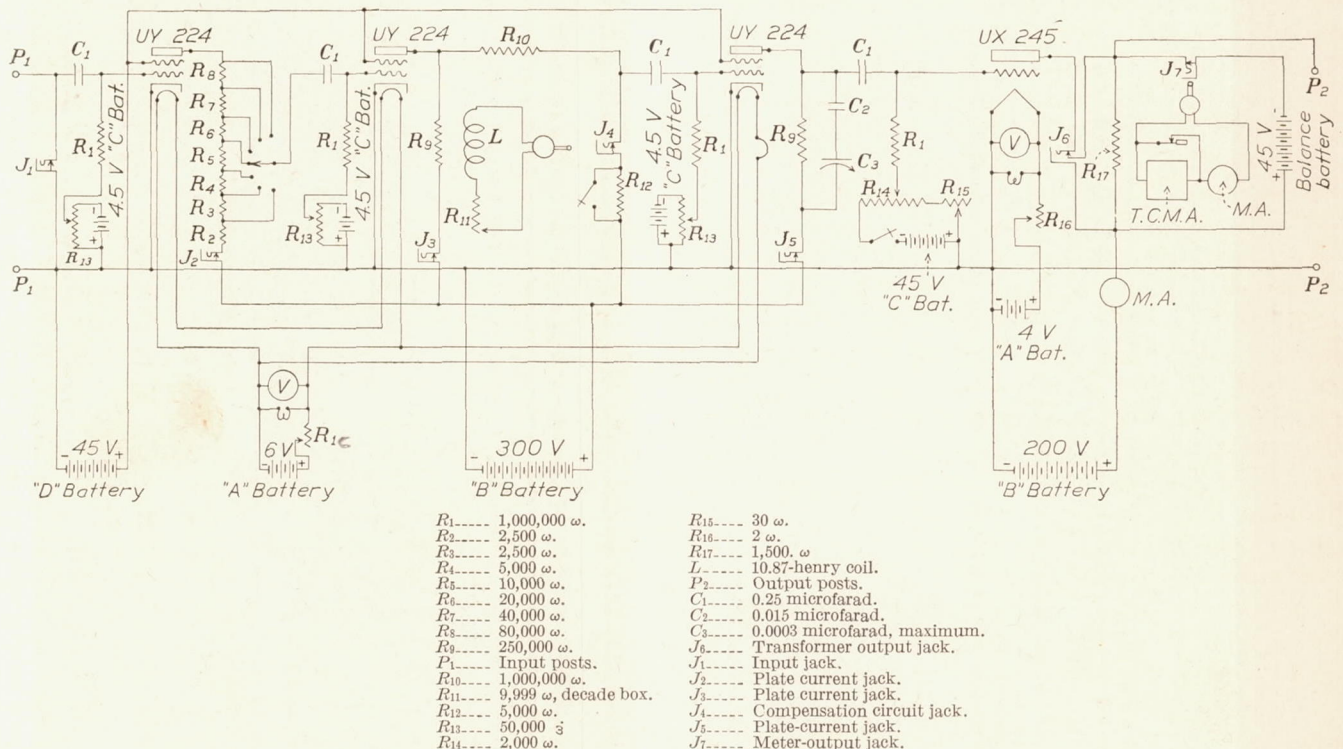 P₁
C₁
UY 224
C₁
UY 224
R₁₀
C₁
UY 224
C₁
UX 245.
P₂
R₈
R₇
R₆
R₅
R₄
R₃
R₂
J₂
J₁
R₁
4.5 V "C" Bat.
R₁₃
R₁
4.5 V "C" Bat.
R₁₃
R₉
J₃
L
R₁₁
J₄
R₁₂
4.5 V
"C" Battery
R₁
R₁₃
R₉
J₅
C₂
C₃
R₁
R₁₄
R₁₅
45 V
"C" Bat.
V
ω
R₁₆
4 V
"A" Bat.
J₆
R₁₇
J₇
T.C.M.A.
M.A.
45 V
Balance
battery
M.A.
P₁
P₂
V
ω
45 V
"D" Battery
6V
"A" Battery
300 V
"B" Battery
200 V
"B" Battery
R₁----- 1,000,000 ω.
R₂----- 2,500 ω.
R₃----- 2,500 ω.
R₄----- 5,000 ω.
R₅----- 10,000 ω.
R₆----- 20,000 ω.
R₇----- 40,000 ω.
R₈----- 80,000 ω.
R₉----- 250,000 ω.
P₁----- Input posts.
R₁₀---- 1,000,000 ω.
R₁₁---- 9,999 ω, decade box.
R₁₂---- 5,000 ω.
R₁₃---- 50,000 ω
R₁₄---- 2,000 ω.
R₁₅---- 30 ω.
R₁₆---- 2 ω.
R₁₇---- 1,500. ω
L----- 10.87-henry coil.
P₂----- Output posts.
C₁----- 0.25 microfarad.
C₂----- 0.015 microfarad.
C₃----- 0.0003 microfarad, maximum.
J₆----- Transformer output jack.
J₁----- Input jack.
J₂----- Plate current jack.
J₃----- Plate current jack.
J₄----- Compensation circuit jack.
J₅----- Plate-current jack.
J₇----- Meter-output jack.